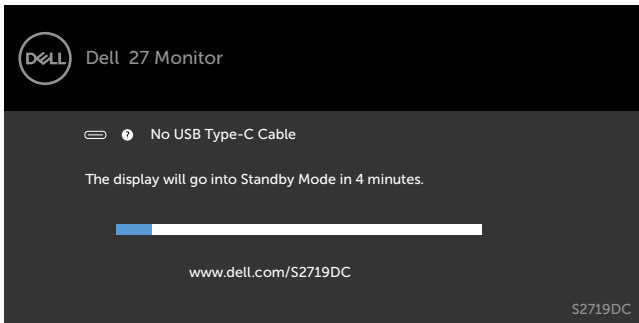 DELL
Dell 27 Monitor
? No USB Type-C Cable
The display will go into Standby Mode in 4 minutes.
www.dell.com/S2719DC
S2719DC